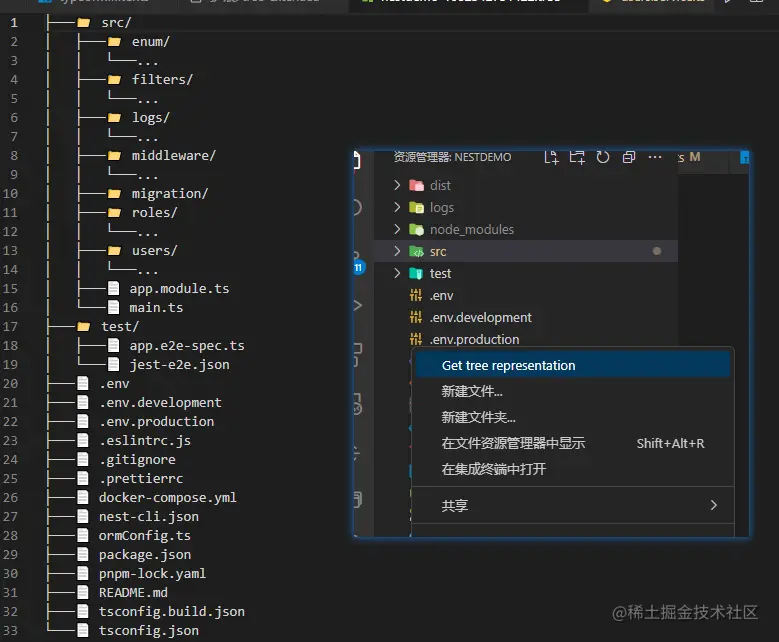 1 ├──📁 src/
2 │ ├──📁 enum/
3 │ │ └──...
4 │ ├──📁 filters/
5 │ │ └──...
6 │ ├──📁 logs/
7 │ │ └──...
8 │ ├──📁 middleware/
9 │ │ └──...
10 │ ├──📁 migration/
11 │ ├──📁 roles/
12 │ │ └──...
13 │ ├──📁 users/
14 │ │ └──...
15 │ ├──📄 app.module.ts
16 │ └──📄 main.ts
17 ├──📁 test/
18 │ ├──📄 app.e2e-spec.ts
19 │ └──📄 jest-e2e.json
20 ├──📄 .env
21 ├──📄 .env.development
22 ├──📄 .env.production
23 ├──📄 .eslintrc.js
24 ├──📄 .gitignore
25 ├──📄 .prettierrc
26 ├──📄 docker-compose.yml
27 ├──📄 nest-cli.json
28 ├──📄 ormConfig.ts
29 ├──📄 package.json
30 ├──📄 pnpm-lock.yaml
31 ├──📄 README.md
32 ├──📄 tsconfig.build.json
33 └──📄 tsconfig.json
资源管理器: NESTDEMO
ts M
dist
logs
node_modules
src
11
test
.env
.env.development
.env.production
Get tree representation
新建文件...
新建文件夹...
在文件资源管理器中显示 Shift+Alt+R
在集成终端中打开
共享
@稀土掘金技术社区